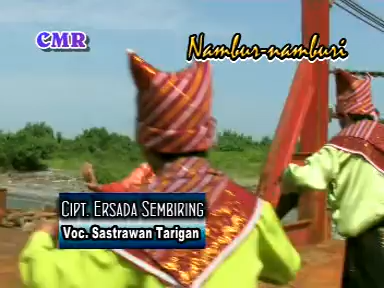 CMR
Nambur-namburi
CIPT. ERSADA SEMBIRING
Voc. Sastrawan Tarigan